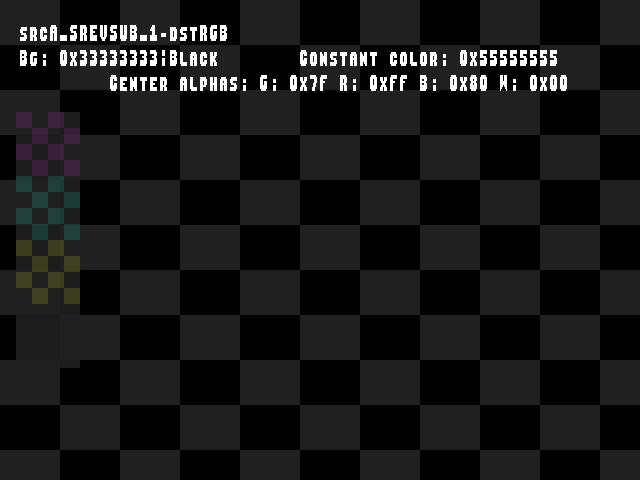 srcA_SREVSUB_1-dstRGB
Bg: 0x33333333¦Black Constant color: 0x55555555
Center alphas: G: 0x7f R: 0xff B: 0x80 W: 0x00